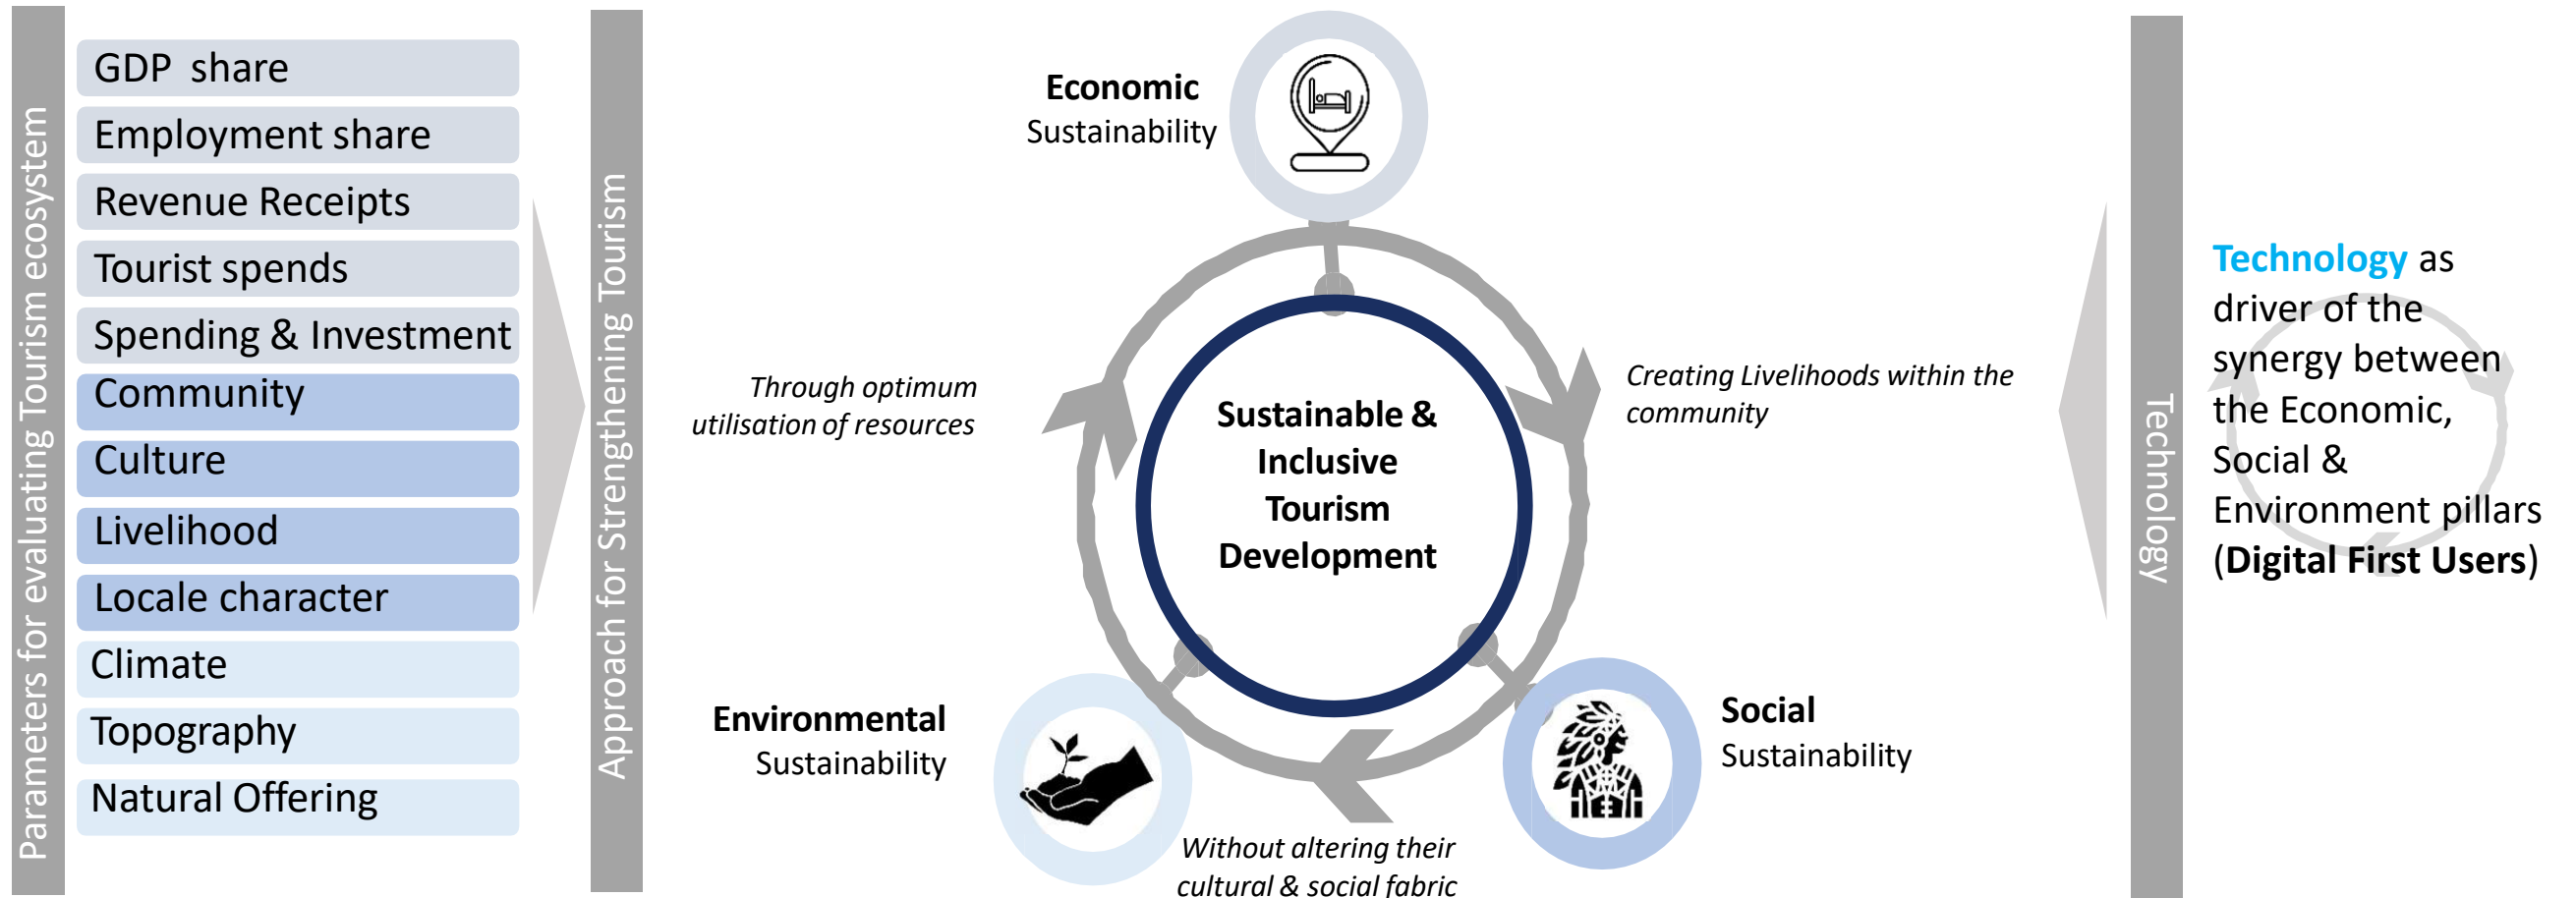 Parameters for evaluating Tourism ecosystem
GDP share
Employment share
Revenue Receipts
Tourist spends
Spending & Investment
Community
Culture
Livelihood
Locale character
Climate
Topography
Natural Offering
Approach for Strengthening Tourism
Economic
Sustainability
Through optimum
utilisation of resources
Sustainable &
Inclusive
Tourism
Development
Creating Livelihoods within the
community
Environmental
Sustainability
Social
Sustainability
Without altering their
cultural & social fabric
Technology
Technology as
driver of the
synergy between
the Economic,
Social &
Environment pillars
(Digital First Users)